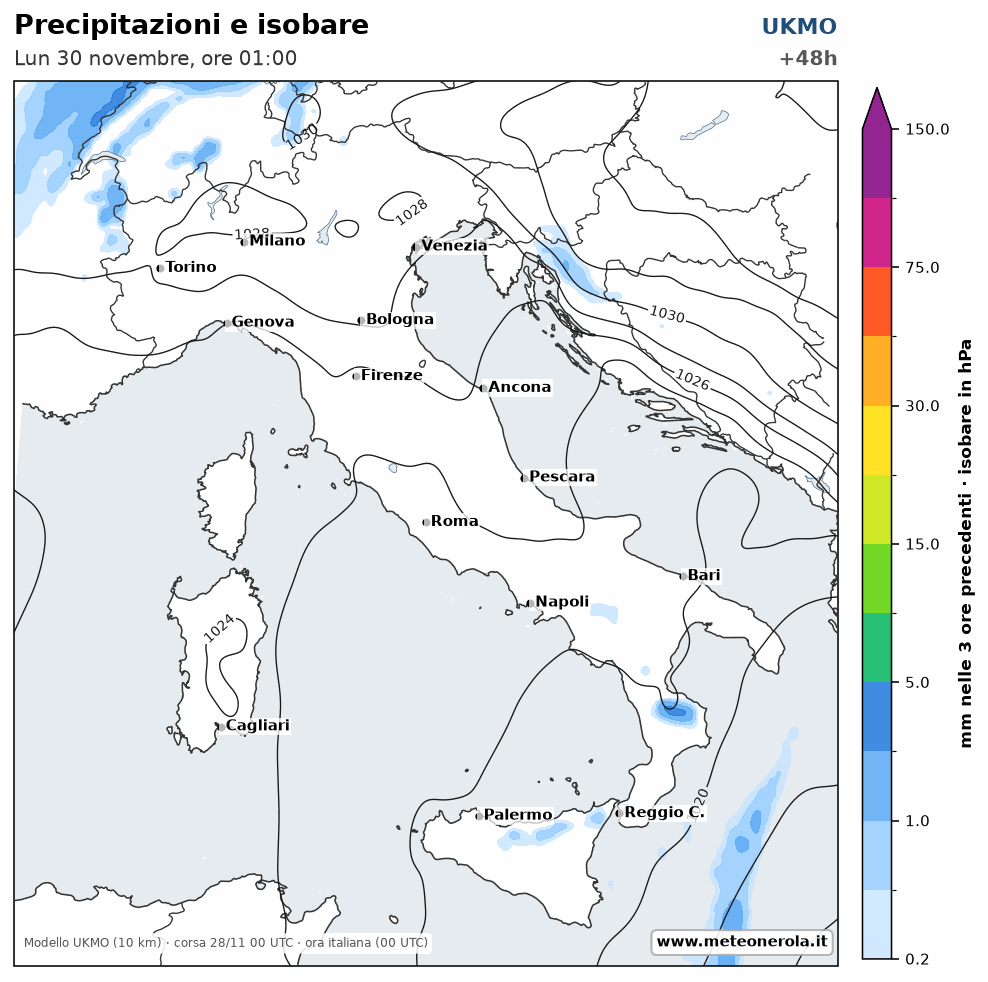 Precipitazioni e isobare
UKMO
Lun 30 novembre, ore 01:00
+48h
1030
1028
1028
Milano
Venezia
Torino
Genova
Bologna
1030
Firenze
1026
Ancona
Pescara
Roma
Bari
Napoli
1024
Cagliari
20
Palermo
Reggio C.
Modello UKMO (10 km) · corsa 28/11 00 UTC · ora italiana (00 UTC)
www.meteonerola.it
150.0
75.0
30.0
15.0
5.0
1.0
0.2
mm nelle 3 ore precedenti · isobare in hPa